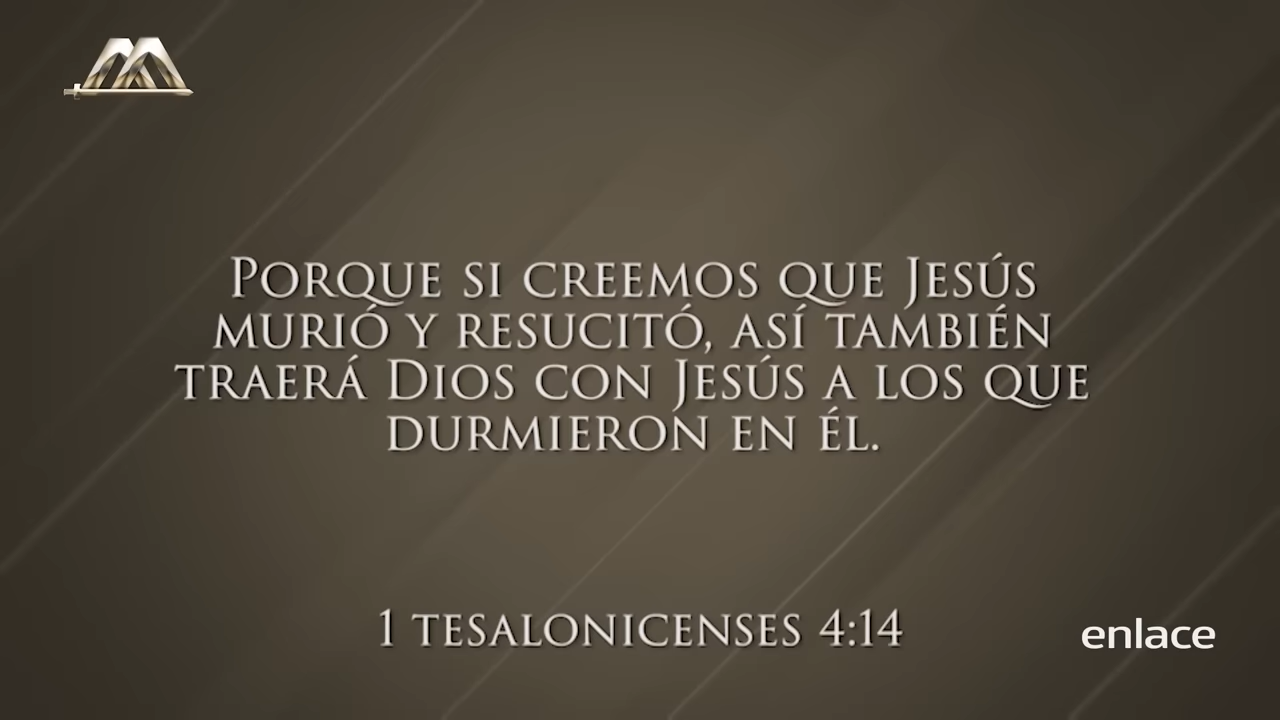 Porque si creemos que Jesús
murió y resucitó, así también
traerá Dios con Jesús a los que
durmieron en él.
1 tesalonicenses 4:14
enlace